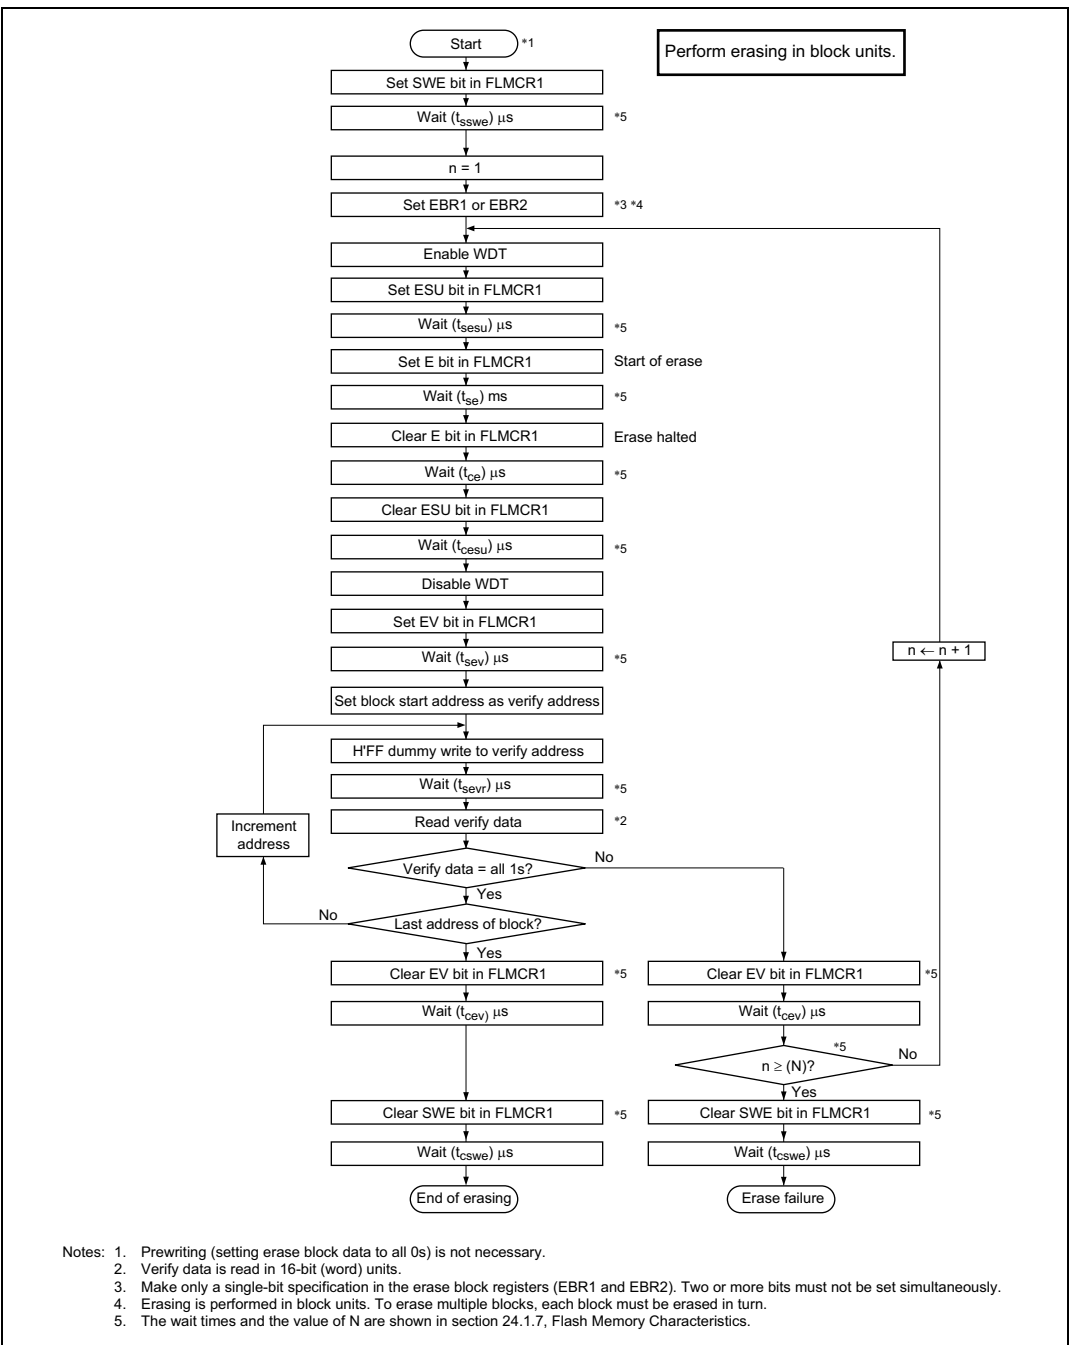 Start *1
Perform erasing in block units.
Set SWE bit in FLMCR1
Wait (tsswe) μs *5
n = 1
Set EBR1 or EBR2 *3 *4
Enable WDT
Set ESU bit in FLMCR1
Wait (tsesu) μs *5
Set E bit in FLMCR1 Start of erase
Wait (tse) ms *5
Clear E bit in FLMCR1 Erase halted
Wait (tce) μs *5
Clear ESU bit in FLMCR1
Wait (tcesu) μs *5
Disable WDT
Set EV bit in FLMCR1
Wait (tsev) μs *5
n ← n + 1
Set block start address as verify address
H'FF dummy write to verify address
Wait (tsevr) μs *5
Increment
address
Read verify data *2
Verify data = all 1s? No
Yes
No Last address of block?
Yes
Clear EV bit in FLMCR1 *5 Clear EV bit in FLMCR1 *5
Wait (tcev) μs Wait (tcev) μs
*5
n ≥ (N)? No
Yes
Clear SWE bit in FLMCR1 *5 Clear SWE bit in FLMCR1 *5
Wait (tcswe) μs Wait (tcswe) μs
End of erasing Erase failure
Notes: 1. Prewriting (setting erase block data to all 0s) is not necessary.
2. Verify data is read in 16-bit (word) units.
3. Make only a single-bit specification in the erase block registers (EBR1 and EBR2). Two or more bits must not be set simultaneously.
4. Erasing is performed in block units. To erase multiple blocks, each block must be erased in turn.
5. The wait times and the value of N are shown in section 24.1.7, Flash Memory Characteristics.